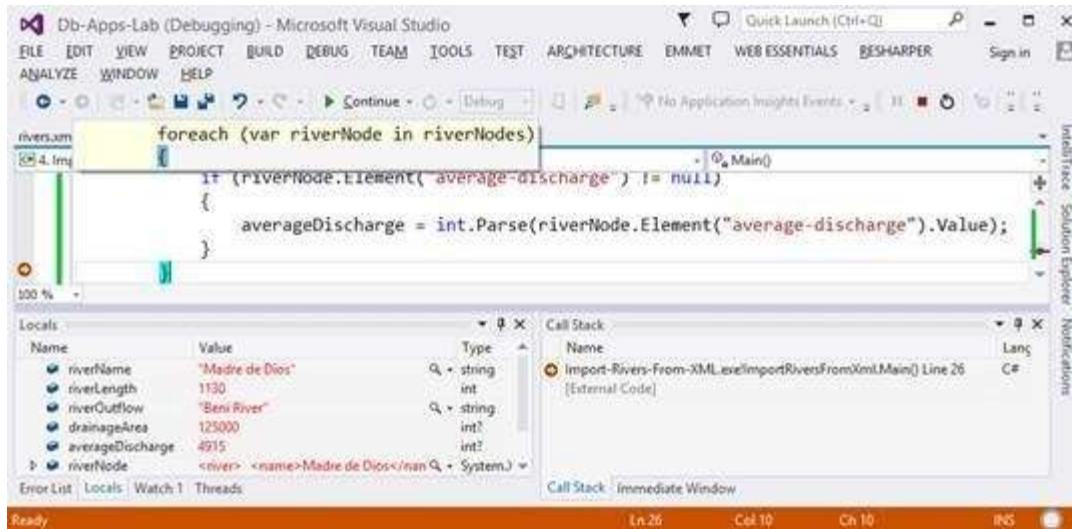 Db-Apps-Lab (Debugging) - Microsoft Visual Studio
Quick Launch (Ctrl+Q)
FILE EDIT VIEW PROJECT BUILD DEBUG TEAM TOOLS TEST ARCHITECTURE EMMET WEB ESSENTIALS RESHARPER Sign in
ANALYZE WINDOW HELP
Continue Debug No Application Insights Events
rivers.xm
foreach (var riverNode in riverNodes)
{
4. Imp
Main()
if (riverNode.Element("average-discharge") != null)
{
averageDischarge = int.Parse(riverNode.Element("average-discharge").Value);
}
}
100 %
IntelliTrace Solution Explorer Notifications
Locals
Name Value Type
riverName "Madre de Dios" string
riverLength 1130 int
riverOutflow "Beni River" string
drainageArea 125000 int?
averageDischarge 4915 int?
riverNode <river> <name>Madre de Dios</nan System.)
Error List Locals Watch 1 Threads
Call Stack
Name Lang
Import-Rivers-From-XML.exe!ImportRiversFromXml.Main() Line 26 C#
[External Code]
Call Stack Immediate Window
Ready Ln 26 Col 10 Ch 10 INS